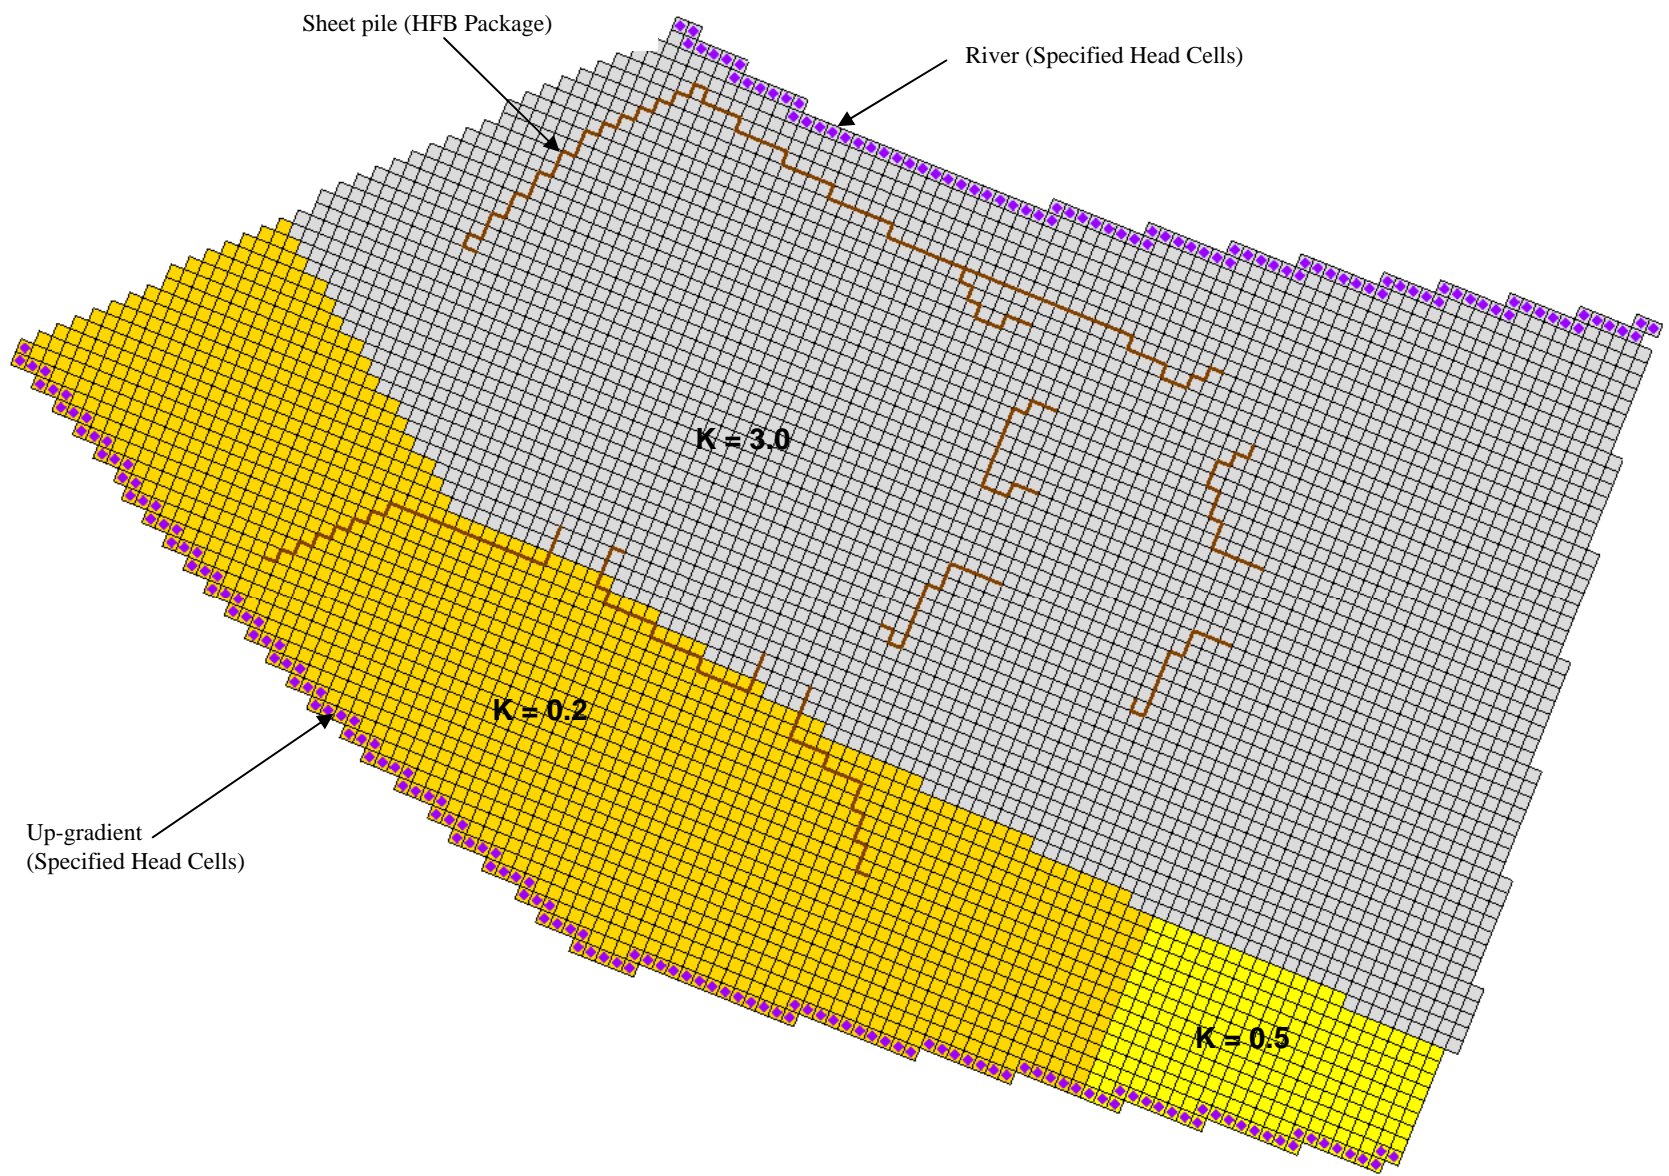 Sheet pile (HFB Package)
River (Specified Head Cells)
K = 3.0
K = 0.2
Up-gradient
(Specified Head Cells)
K = 0.5